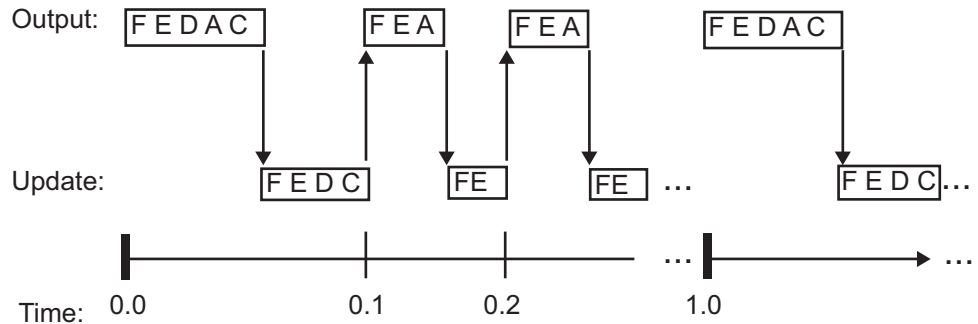 Output: F E D A C F E A F E A F E D A C
Update: F E D C FE FE ... F E D C ...
... ...
Time: 0.0 0.1 0.2 1.0